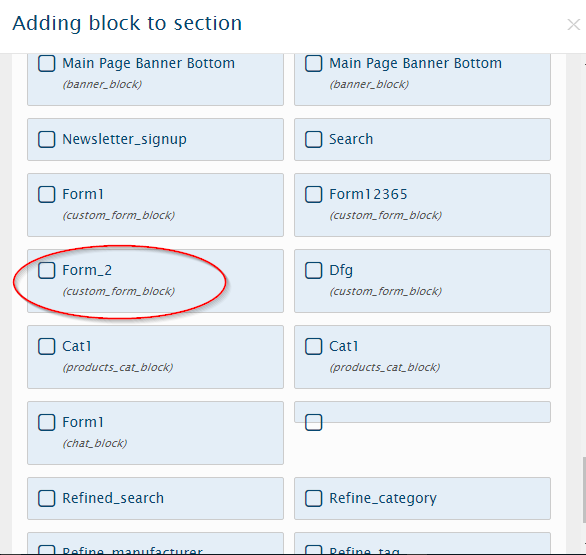 Adding block to section
Main Page Banner Bottom
(banner_block)
Main Page Banner Bottom
(banner_block)
Newsletter_signup
Search
Form1
(custom_form_block)
Form12365
(custom_form_block)
Form_2
(custom_form_block)
Dfg
(custom_form_block)
Cat1
(products_cat_block)
Cat1
(products_cat_block)
Form1
(chat_block)
Refined_search
Refine_category
Refine_manufacturer
Refine_tag